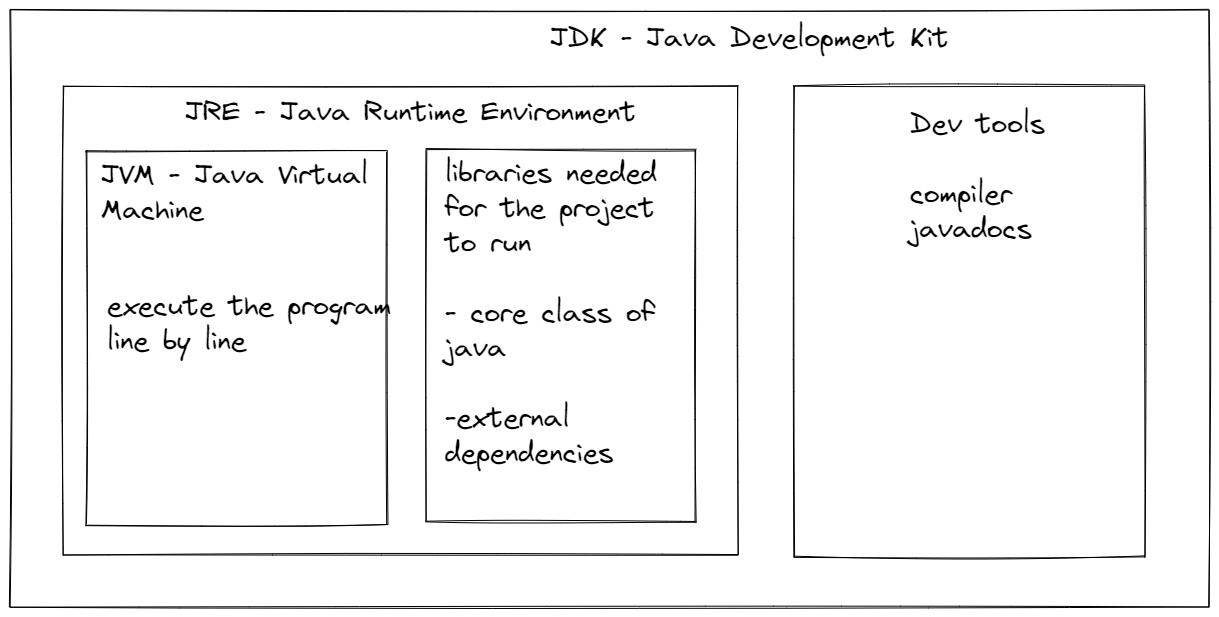 JDK - Java Development Kit
JRE - Java Runtime Environment
JVM - Java Virtual
Machine
execute the program
line by line
libraries needed
for the project
to run
- core class of
java
-external
dependencies
Dev tools
compiler
javadocs